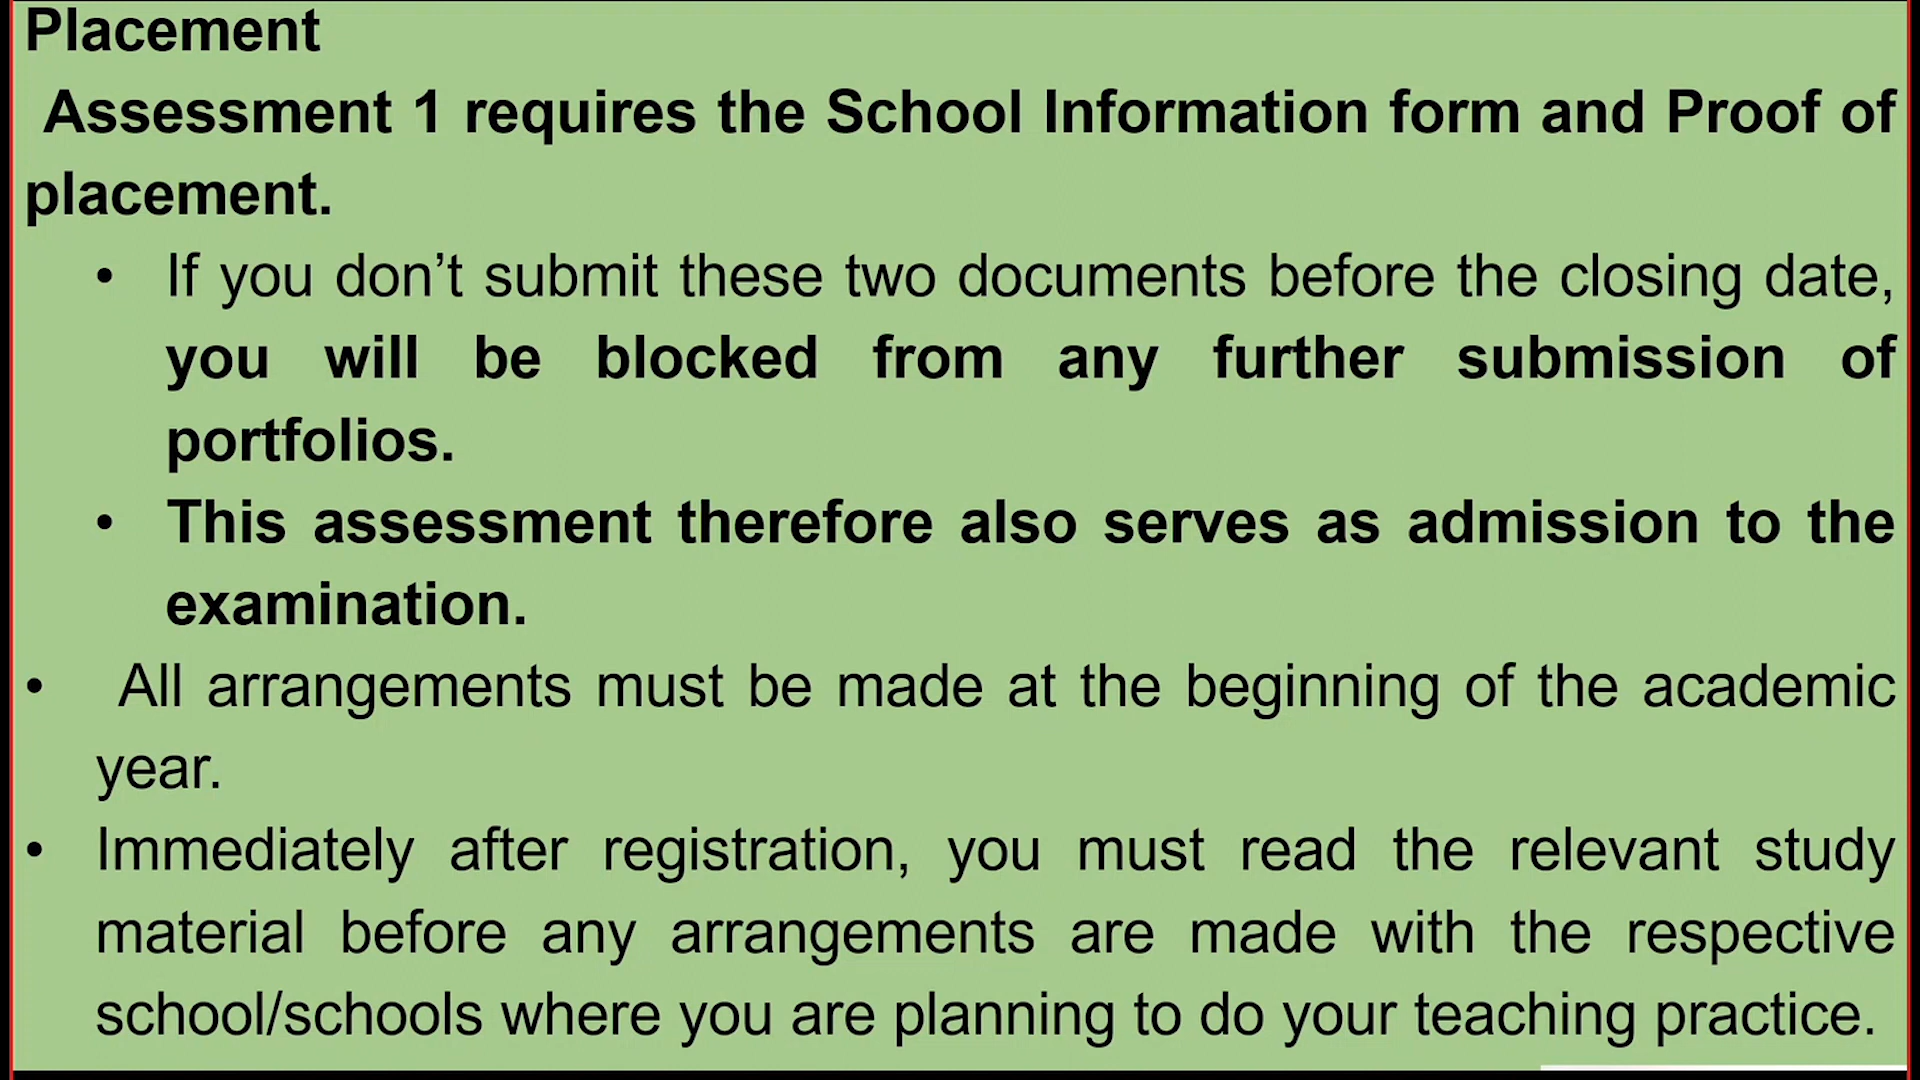 Placement
Assessment 1 requires the School Information form and Proof of
placement.
• If you don’t submit these two documents before the closing date,
you will be blocked from any further submission of
portfolios.
• This assessment therefore also serves as admission to the
examination.
• All arrangements must be made at the beginning of the academic
year.
• Immediately after registration, you must read the relevant study
material before any arrangements are made with the respective
school/schools where you are planning to do your teaching practice.